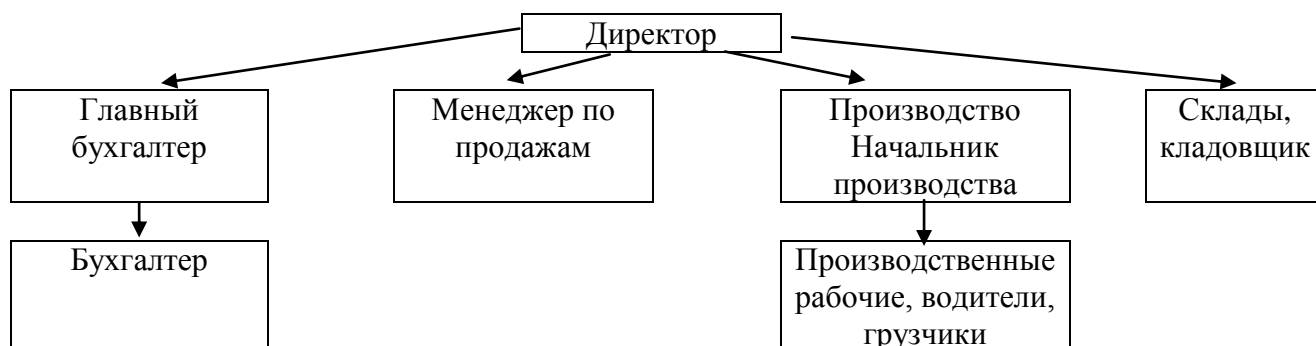 Директор
Главный
бухгалтер
Менеджер по
продажам
Производство
Начальник
производства
Склады,
кладовщик
Бухгалтер
Производственные
рабочие, водители,
грузчики